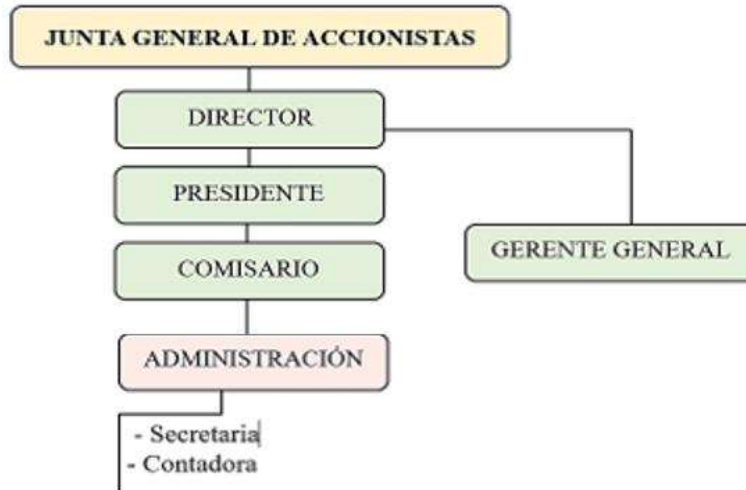 JUNTA GENERAL DE ACCIONISTAS
DIRECTOR
PRESIDENTE
COMISARIO
GERENTE GENERAL
ADMINISTRACIÓN
- Secretaria
- Contadora